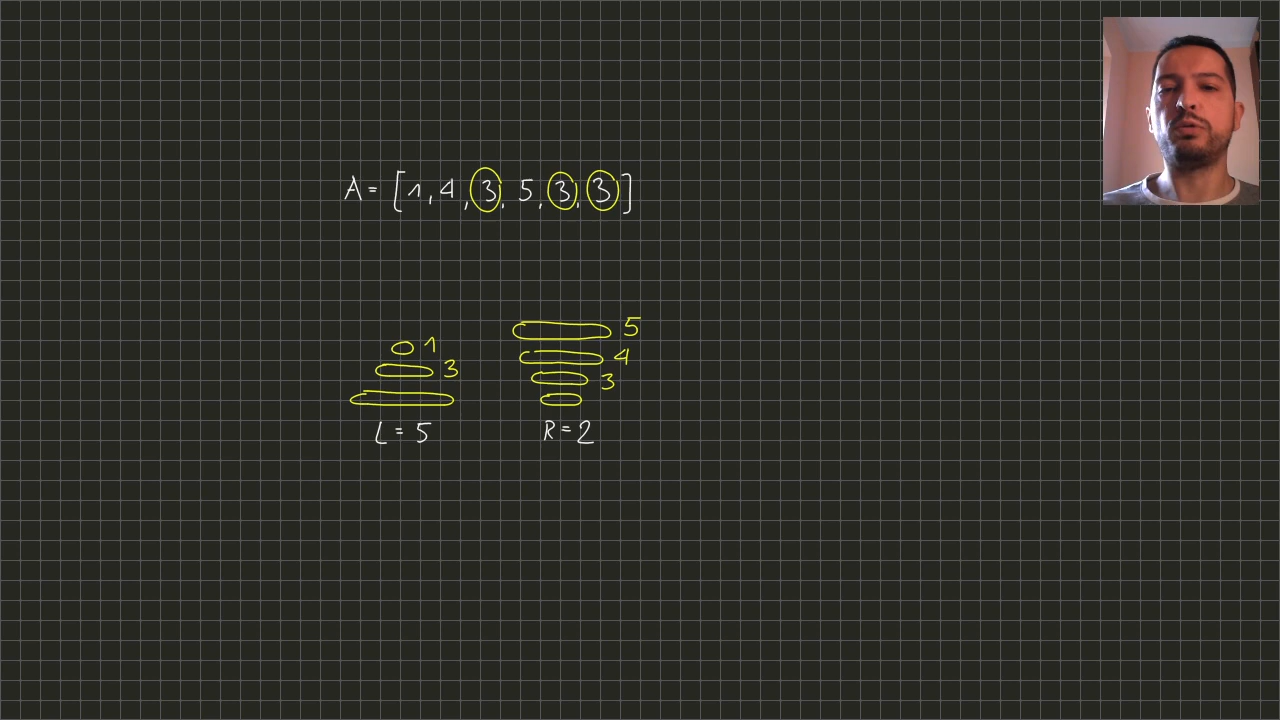 A = [1, 4, 3, 5, 3, 3]
1
3
5
4
3
L = 5
R = 2